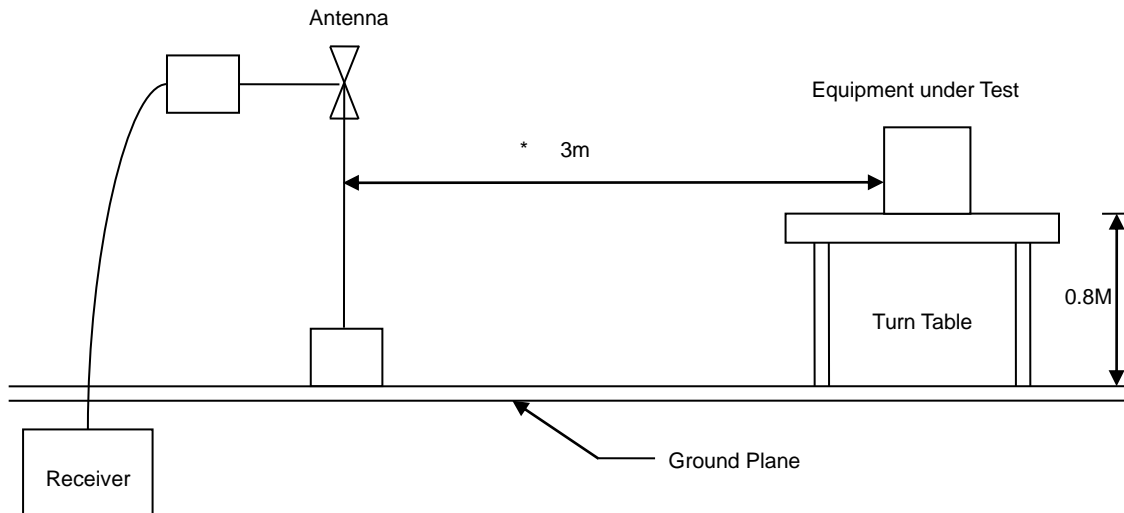 Antenna
Equipment under Test
* 3m
0.8M
Turn Table
Ground Plane
Receiver